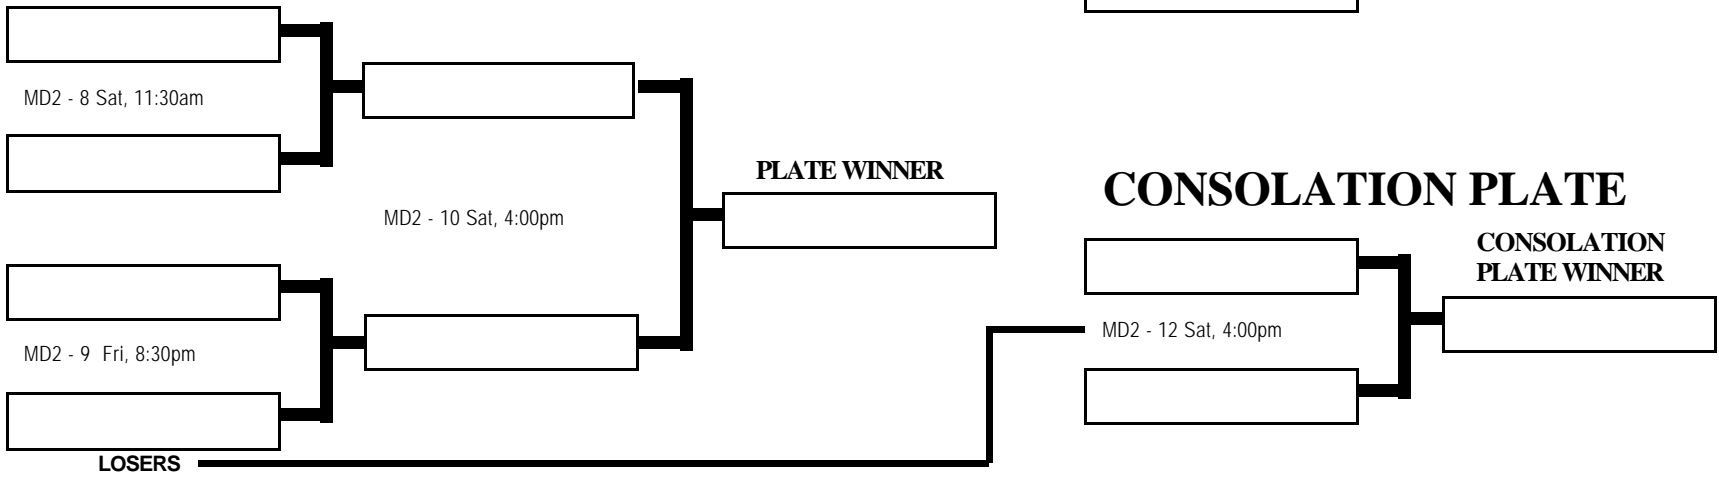 MD2 - 8 Sat, 11:30am
PLATE WINNER
CONSOLATION PLATE
MD2 - 10 Sat, 4:00pm
CONSOLATION
PLATE WINNER
MD2 - 12 Sat, 4:00pm
MD2 - 9  Fri, 8:30pm
LOSERS